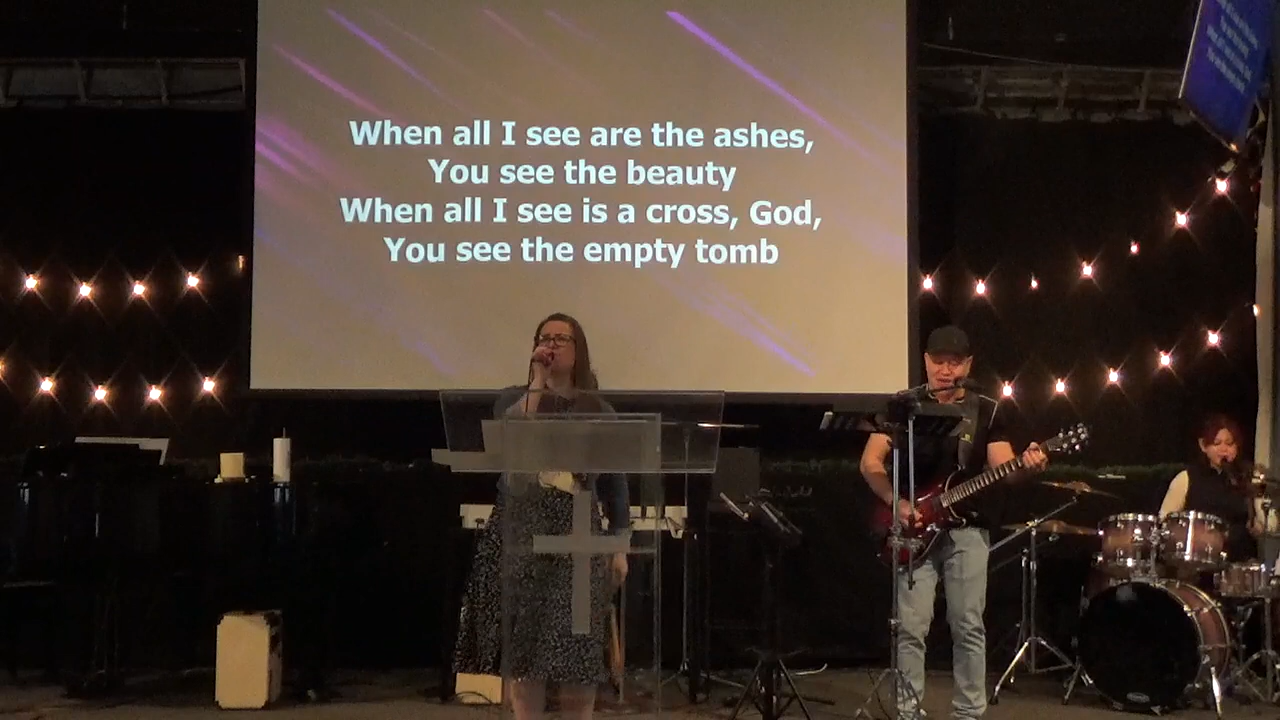 When all I see are the ashes,
You see the beauty
When all I see is a cross, God,
You see the empty tomb